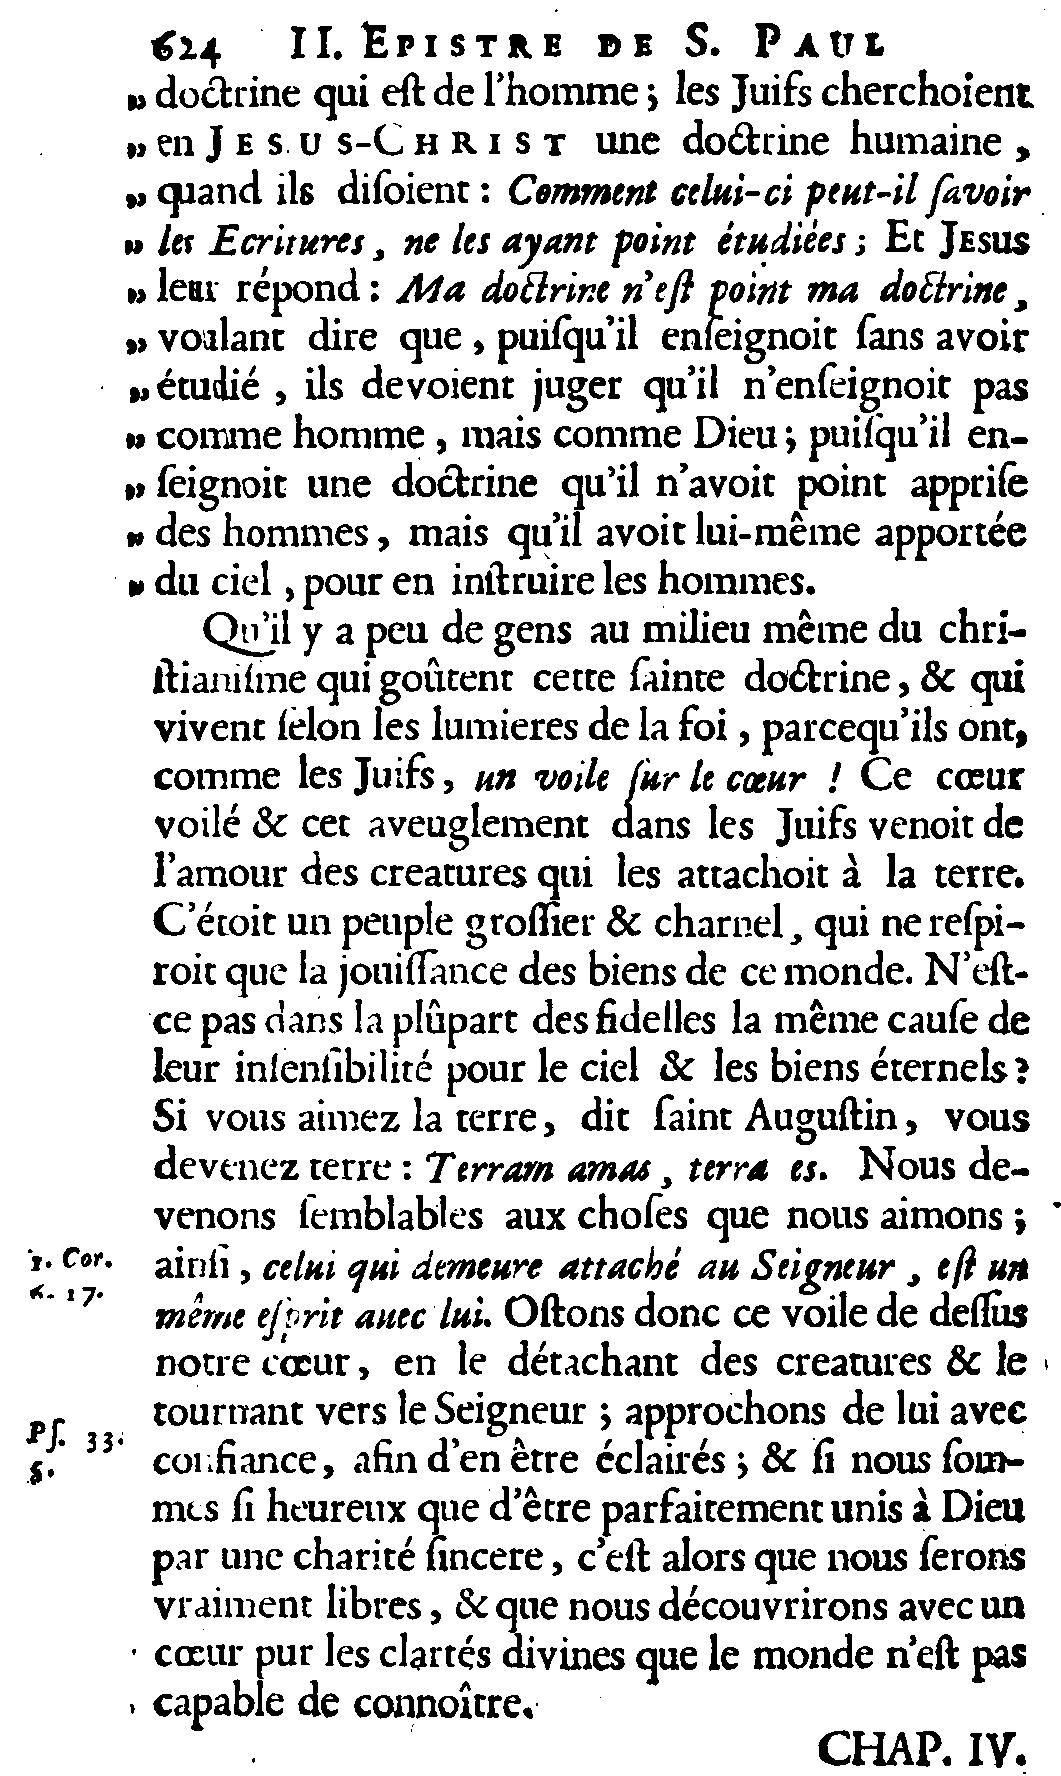 624 II. EPISTRE DE S. PAUL
„ doctrine qui eſt de l'homme ; les Juifs cherchoient
„ en JESUS-CHRIST une doctrine humaine ,
„ quand ils diſoient : Comment celui-ci peut-il ſavoir
„ les Ecritures , ne les ayant point étudiées ; Et JESUS
„ leur répond : Ma doctrine n'eſt point ma doctrine ,
„ voulant dire que , puiſqu'il enſeignoit ſans avoir
„ étudié , ils devoient juger qu'il n'enſeignoit pas
„ comme homme , mais comme Dieu ; puiſqu'il en-
„ ſeignoit une doctrine qu'il n'avoit point appriſe
„ des hommes , mais qu'il avoit lui-même apportée
„ du ciel , pour en inſtruire les hommes.
Qu'il y a peu de gens au milieu même du chri-
ſtianiſme qui goûtent cette ſainte doctrine , & qui
vivent ſelon les lumieres de la foi , parcequ'ils ont,
comme les Juifs , un voile ſur le cœur ! Ce cœur
voilé & cet aveuglement dans les Juifs venoit de
l'amour des creatures qui les attachoit à la terre.
C'étoit un peuple groſſier & charnel , qui ne reſpi-
roit que la jouiſſance des biens de ce monde. N'eſt-
ce pas dans la plûpart des fidelles la même cauſe de
leur inſenſibilité pour le ciel & les biens éternels ?
Si vous aimez la terre , dit ſaint Auguſtin , vous
devenez terre : Terram amas , terra es. Nous de-
venons ſemblables aux choſes que nous aimons ;
1. Cor. 6. 17.
ainſi , celui qui demeure attaché au Seigneur , eſt un
même eſprit avec lui. Oſtons donc ce voile de deſſus
notre cœur , en le détachant des creatures & le
tournant vers le Seigneur ; approchons de lui avec
Pſ. 33. 5.
confiance , afin d'en être éclairés ; & ſi nous ſom-
mes ſi heureux que d'être parfaitement unis à Dieu
par une charité ſincere , c'eſt alors que nous ſerons
vraiment libres , & que nous découvrirons avec un
cœur pur les clartés divines que le monde n'eſt pas
capable de connoître.
CHAP. IV.